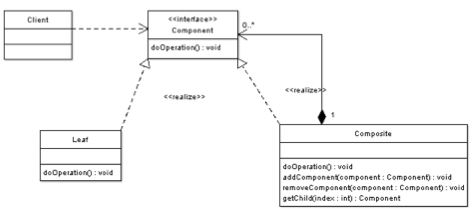 Client
<<interface>>
Component
doOperation() : void
0..*
<<realize>>
<<realize>>
1
Leaf
doOperation() : void
Composite
doOperation() : void
addComponent(component : Component) : void
removeComponent(component : Component) : void
getChild(index : int) : Component